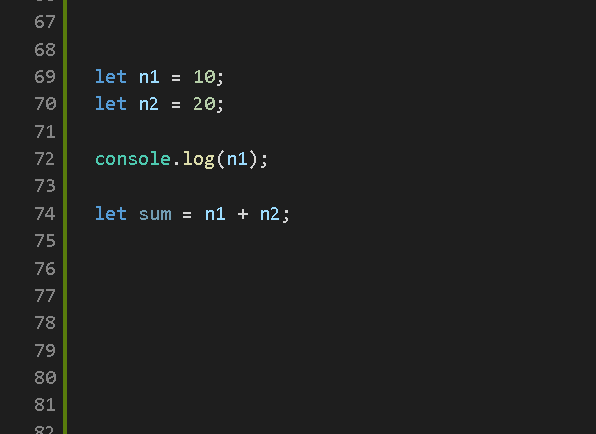 67
68
69 let n1 = 10;
70 let n2 = 20;
71
72 console.log(n1);
73
74 let sum = n1 + n2;
75
76
77
78
79
80
81